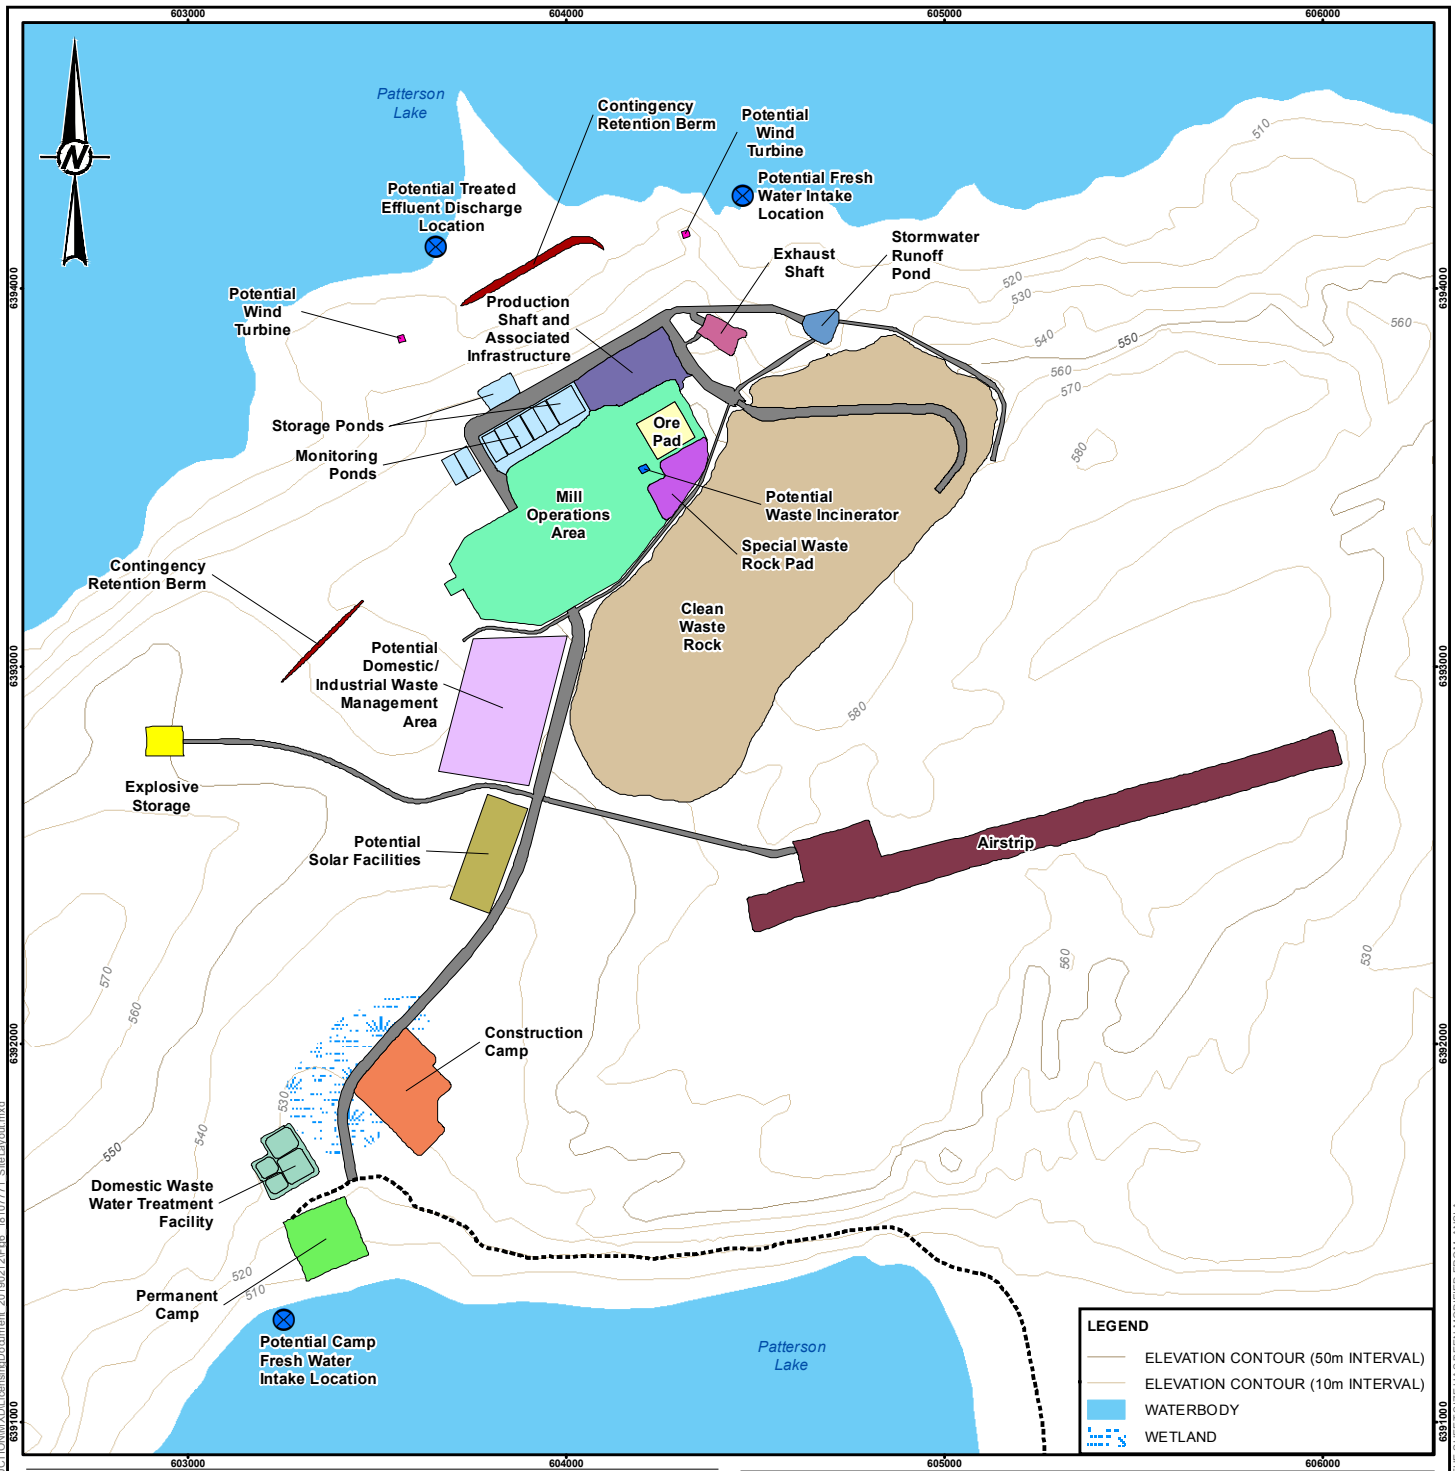 603000
604000
605000
606000
Patterson
Lake
Contingency
Retention Berm
Potential
Wind
Turbine
510
N
Potential Treated
Effluent Discharge
Location
Potential Fresh
Water Intake
Location
Stormwater
Runoff
Pond
Exhaust
Shaft
6394000
6394000
520
530
540
550
560
560
570
580
Potential
Wind
Turbine
Production
Shaft and
Associated
Infrastructure
Storage Ponds
Monitoring
Ponds
Ore
Pad
Mill
Operations
Area
Potential
Waste Incinerator
Special Waste
Rock Pad
Contingency
Retention Berm
Clean
Waste
Rock
6393000
6393000
Potential
Domestic/
Industrial Waste
Management
Area
580
Explosive
Storage
Potential
Solar Facilities
Airstrip
570
560
560
530
6392000
6392000
Construction
Camp
530
540
550
Domestic Waste
Water Treatment
Facility
520
510
Permanent
Camp
Potential Camp
Fresh Water
Intake Location
Patterson
Lake
LEGEND
ELEVATION CONTOUR (50m INTERVAL)
ELEVATION CONTOUR (10m INTERVAL)
WATERBODY
WETLAND
6391000
6391000
603000
604000
605000
606000